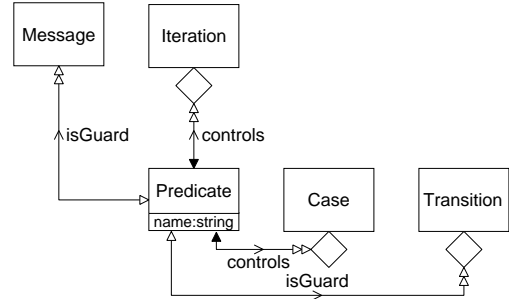 Message
Iteration
isGuard
controls
Predicate
name:string
Case
Transition
controls
isGuard